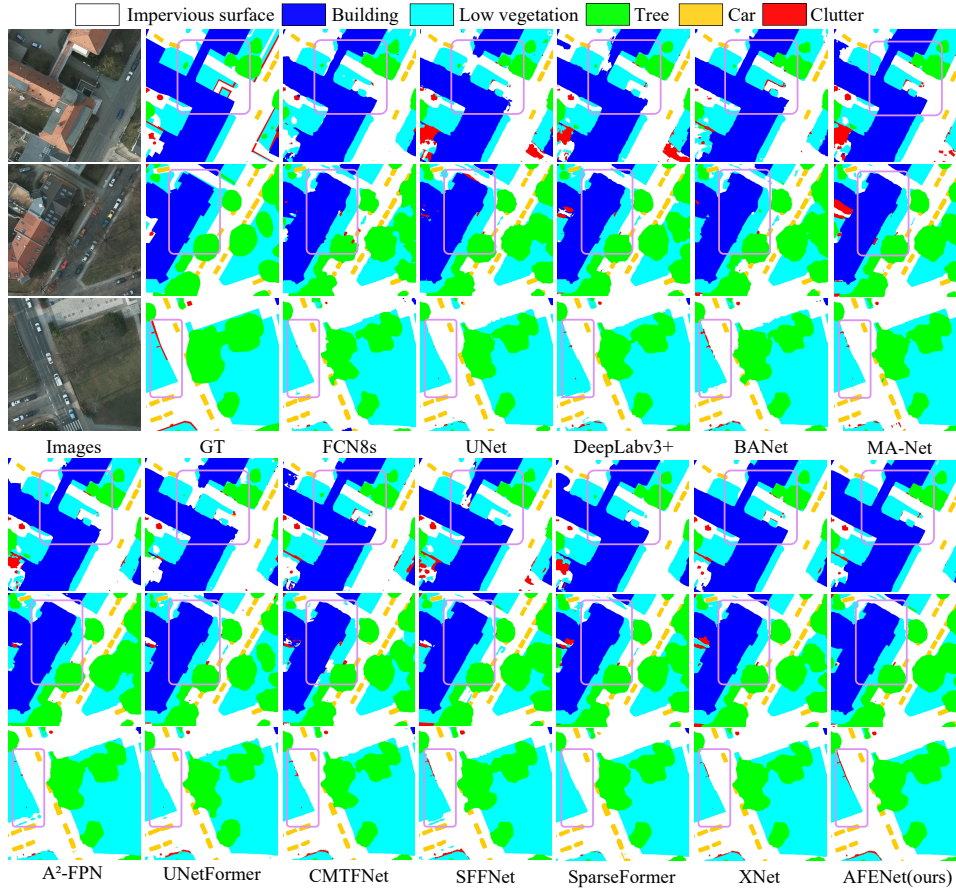 Impervious surface Building Low vegetation Tree Car Clutter
Images GT FCN8s UNet DeepLabv3+ BANet MA-Net
A²-FPN UNetFormer CMTFNet SFFNet SparseFormer XNet AFENet(ours)